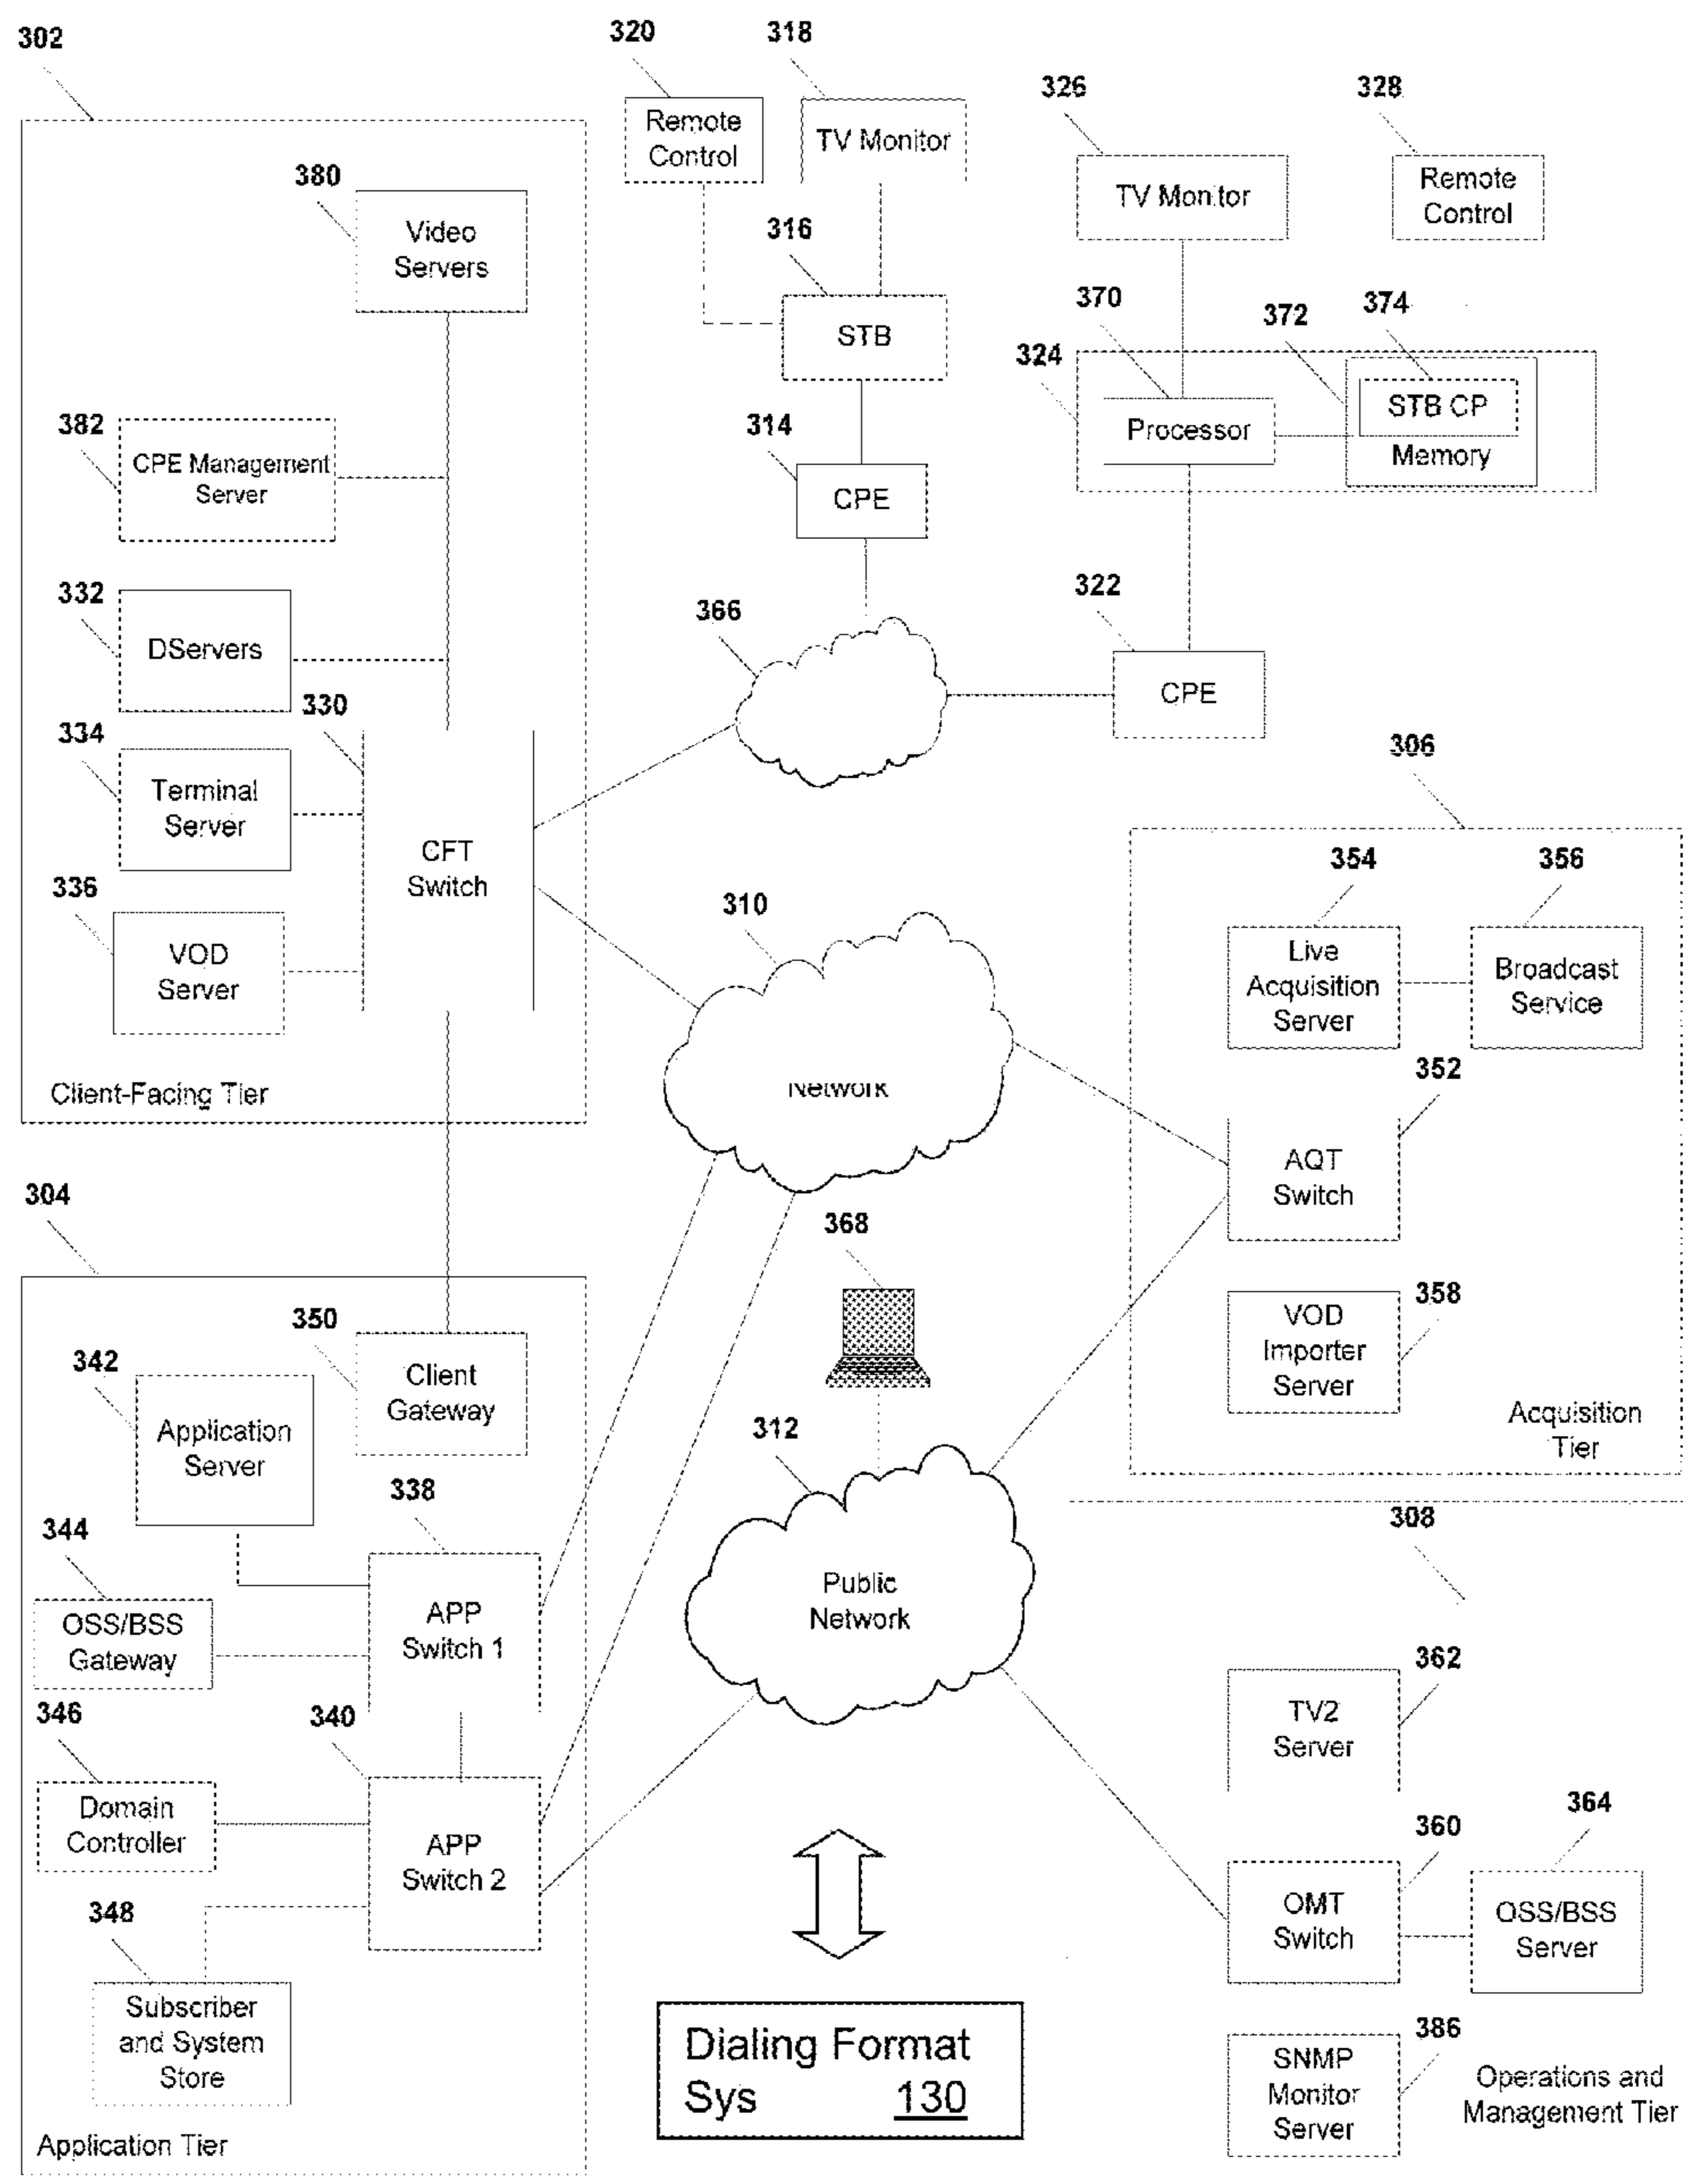 302
320
318
326
328
Remote
Control
TV Monitor
TV Monitor
Remote
Control
380
Video
Servers
316
STB
370
372
374
324
STB CP
Processor
Memory
382
CPE Management
Server
314
CPE
332
DServers
366
322
CPE
330
334
Terminal
Server
CFT
Switch
336
VOD
Server
Client-Facing Tier
310
Network
306
354
356
Live
Acquisition
Server
Broadcast
Service
352
AQT
Switch
358
VOD
Importer
Server
Acquisition
Tier
304
368
350
Client
Gateway
342
Application
Server
312
Public
Network
338
344
OSS/BSS
Gateway
APP
Switch 1
346
340
Domain
Controller
APP
Switch 2
348
Subscriber
and System
Store
Application Tier
308
362
TV2
Server
360
364
OMT
Switch
OSS/BSS
Server
386
SNMP
Monitor
Server
Operations and
Management Tier
Dialing Format
Sys 130